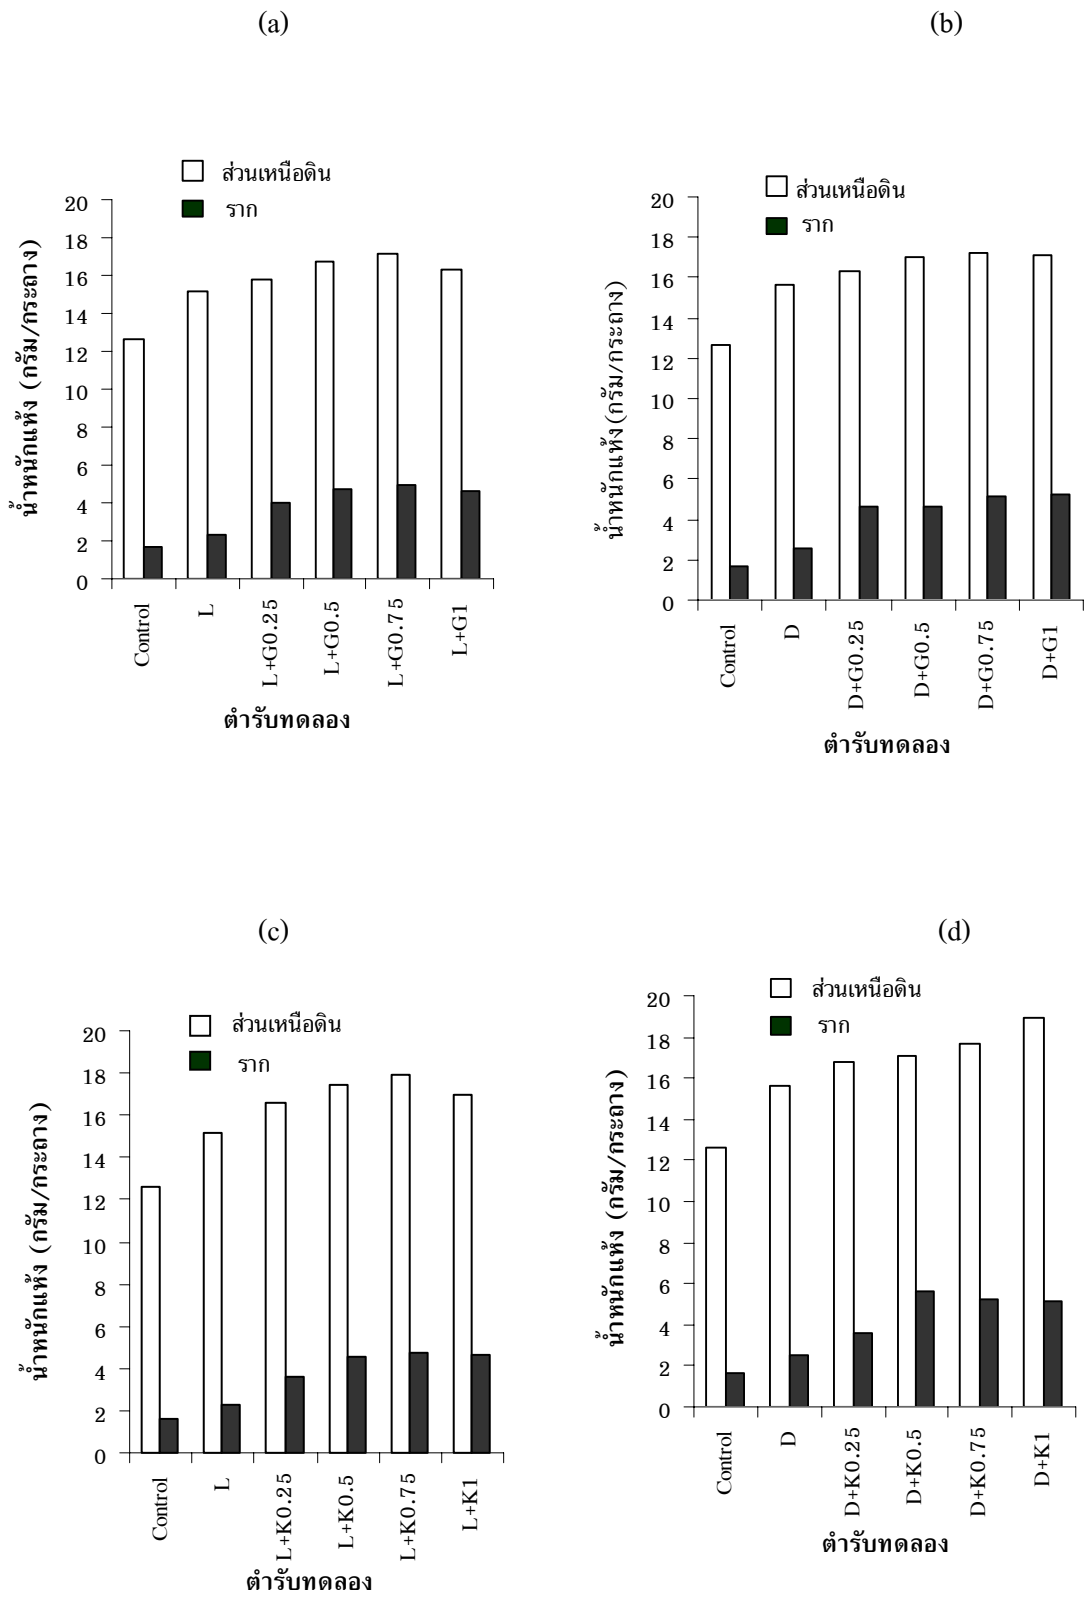 (a)
ส่วนเหนือดิน
ราก
20
18
16
14
12
10
8
6
4
2
0
น้ำหนักแห้ง (กรัม/กระถาง)
Control
L
L+G0.25
L+G0.5
L+G0.75
L+G1
ตำรับทดลอง
(b)
ส่วนเหนือดิน
ราก
20
18
16
14
12
10
8
6
4
2
0
น้ำหนักแห้ง(กรัม/กระถาง)
Control
D
D+G0.25
D+G0.5
D+G0.75
D+G1
ตำรับทดลอง
(c)
ส่วนเหนือดิน
ราก
20
18
16
14
12
10
8
6
4
2
0
น้ำหนักแห้ง (กรัม/กระถาง)
Control
L
L+K0.25
L+K0.5
L+K0.75
L+K1
ตำรับทดลอง
(d)
ส่วนเหนือดิน
ราก
20
18
16
14
12
10
8
6
4
2
0
น้ำหนักแห้ง (กรัม/กระถาง)
Control
D
D+K0.25
D+K0.5
D+K0.75
D+K1
ตำรับทดลอง